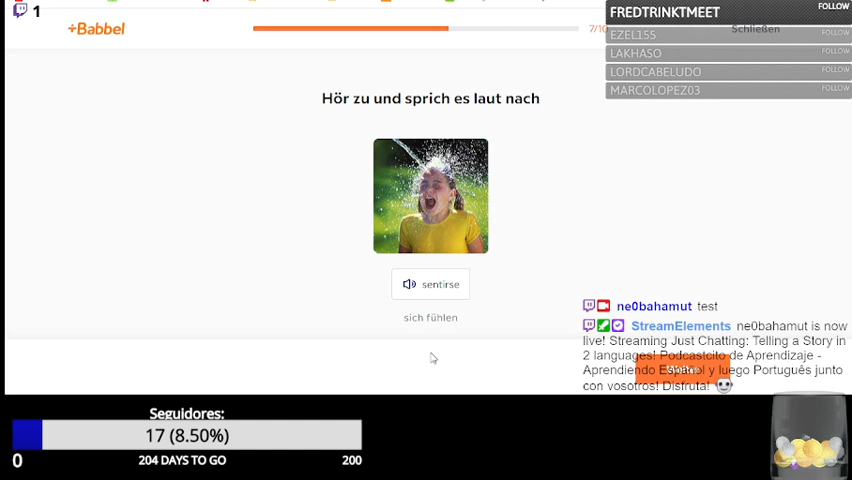 1
+Babbel
7/10
Schließen
FREDTRINKTMEET FOLLOW
EZEL155 FOLLOW
LAKHASO FOLLOW
LORDCABELUDO FOLLOW
MARCOLOPEZ03 FOLLOW
Hör zu und sprich es laut nach
sentirse
sich fühlen
ne0bahamut test
StreamElements ne0bahamut is now
live! Streaming Just Chatting: Telling a Story in
2 languages! Podcastcito de Aprendizaje -
Aprendiendo Español y luego Português junto
con vosotros! Disfruta!
Seguidores:
17 (8.50%)
0 204 DAYS TO GO 200